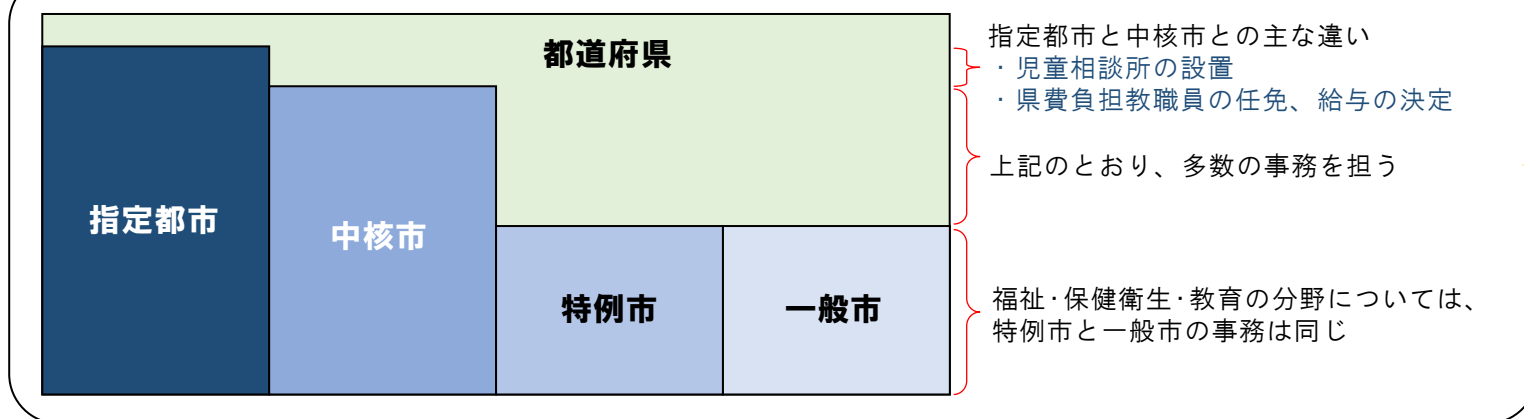 都道府県
指定都市
中核市
特例市
一般市
指定都市と中核市との主な違い
・児童相談所の設置
・県費負担教職員の任免、給与の決定
上記のとおり、多数の事務を担う
福祉・保健衛生・教育の分野については、
特例市と一般市の事務は同じ